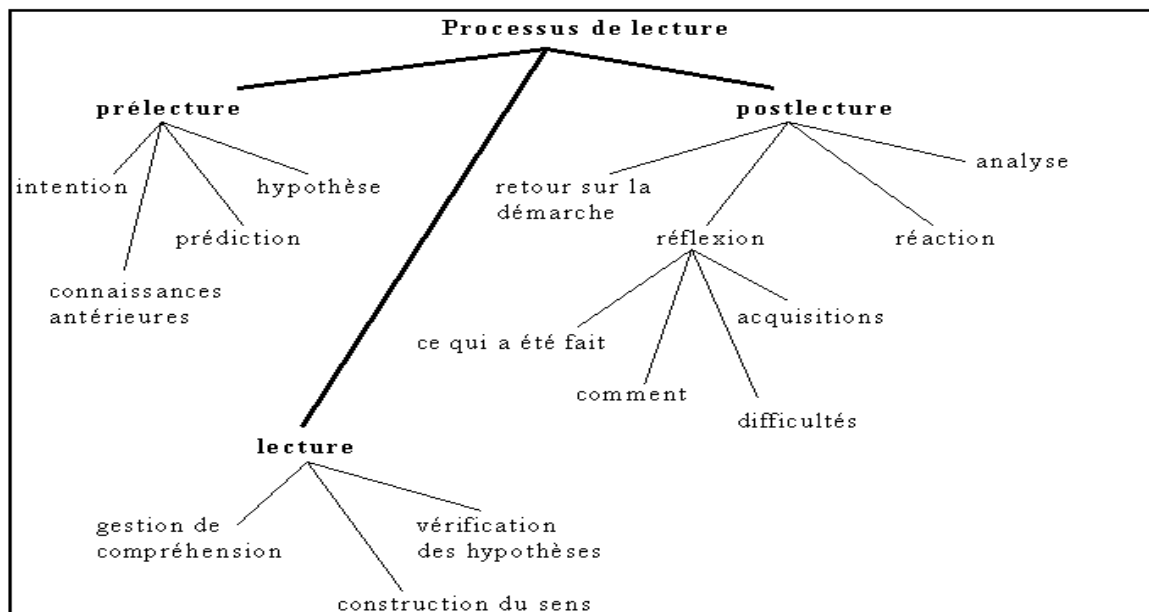 Processus de lecture
prélecture
postlecture
intention
hypothèse
prédiction
connaissances
antérieures
retour sur la
démarche
analyse
réflexion
réaction
ce qui a été fait
comment
difficultés
acquisitions
lecture
gestion de
compréhension
vérification
des hypothèses
construction du sens